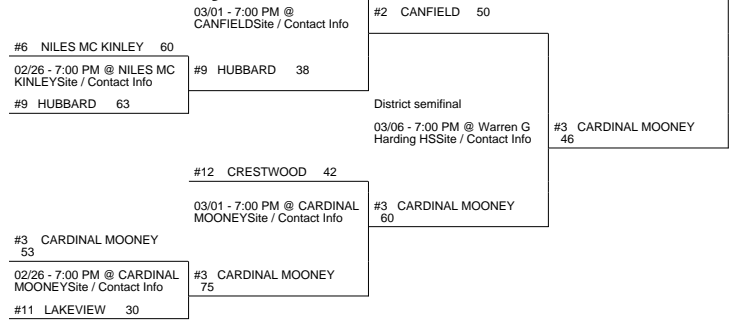 03/01 - 7:00 PM @
CANFIELDSite / Contact Info
#2 CANFIELD 50
#6 NILES MC KINLEY 60
02/26 - 7:00 PM @ NILES MC
KINLEYSite / Contact Info
#9 HUBBARD 38
#9 HUBBARD 63
District semifinal
03/06 - 7:00 PM @ Warren G
Harding HSSite / Contact Info
#3 CARDINAL MOONEY
46
#12 CRESTWOOD 42
03/01 - 7:00 PM @ CARDINAL
MOONEYSite / Contact Info
#3 CARDINAL MOONEY
60
#3 CARDINAL MOONEY
53
02/26 - 7:00 PM @ CARDINAL
MOONEYSite / Contact Info
#3 CARDINAL MOONEY
75
#11 LAKEVIEW 30